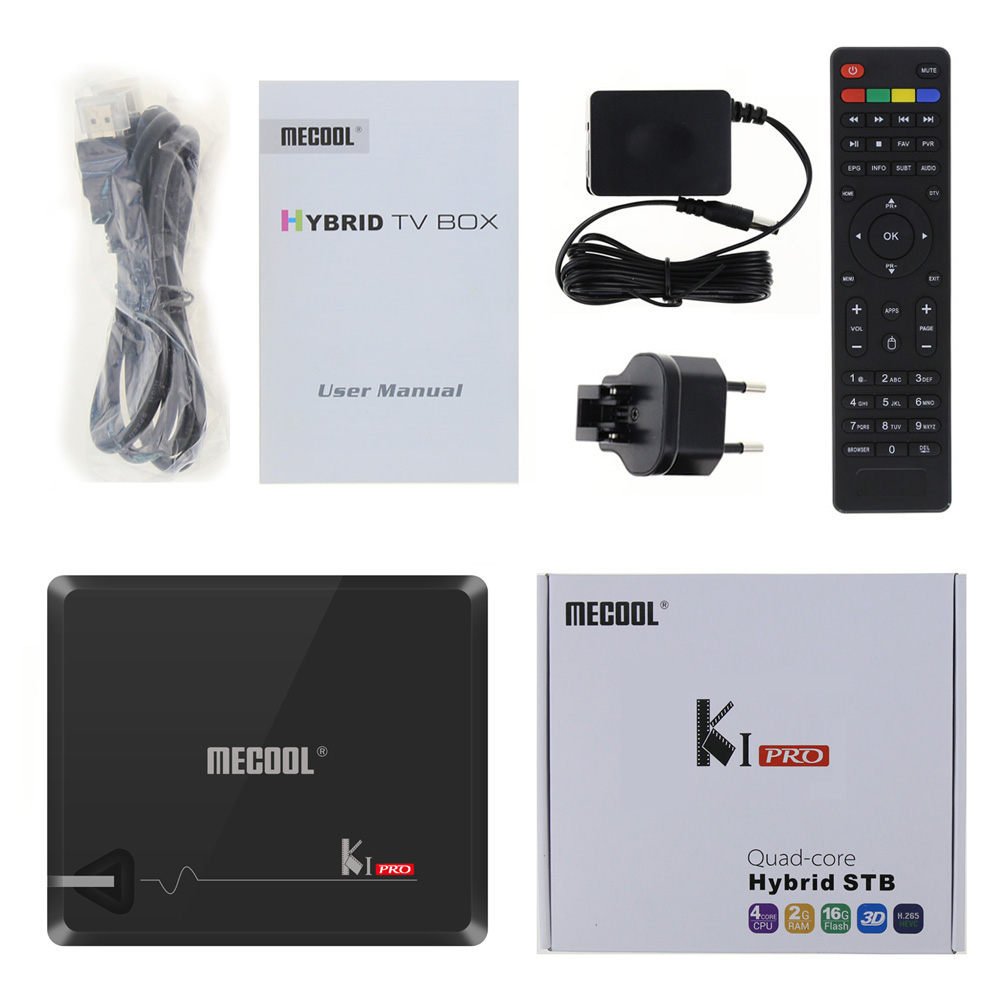 MECOOL®
HYBRID TV BOX
User Manual
MUTE
FAV PVR
EPG INFO SUBT AUDIO
HOME DTV
PR+
OK
PR-
MENU EXIT
+ APPS +
VOL PAGE
- -
1 @.. 2 ABC 3 DEF
4 GHI 5 JKL 6 MNO
7 PQRS 8 TUV 9 WXYZ
BROWSER 0 DEL
MECOOL®
KI PRO
MECOOL®
KI PRO
Quad-core
Hybrid STB
4 CORE CPU 2G RAM 16G Flash 3D H.265 HEVC